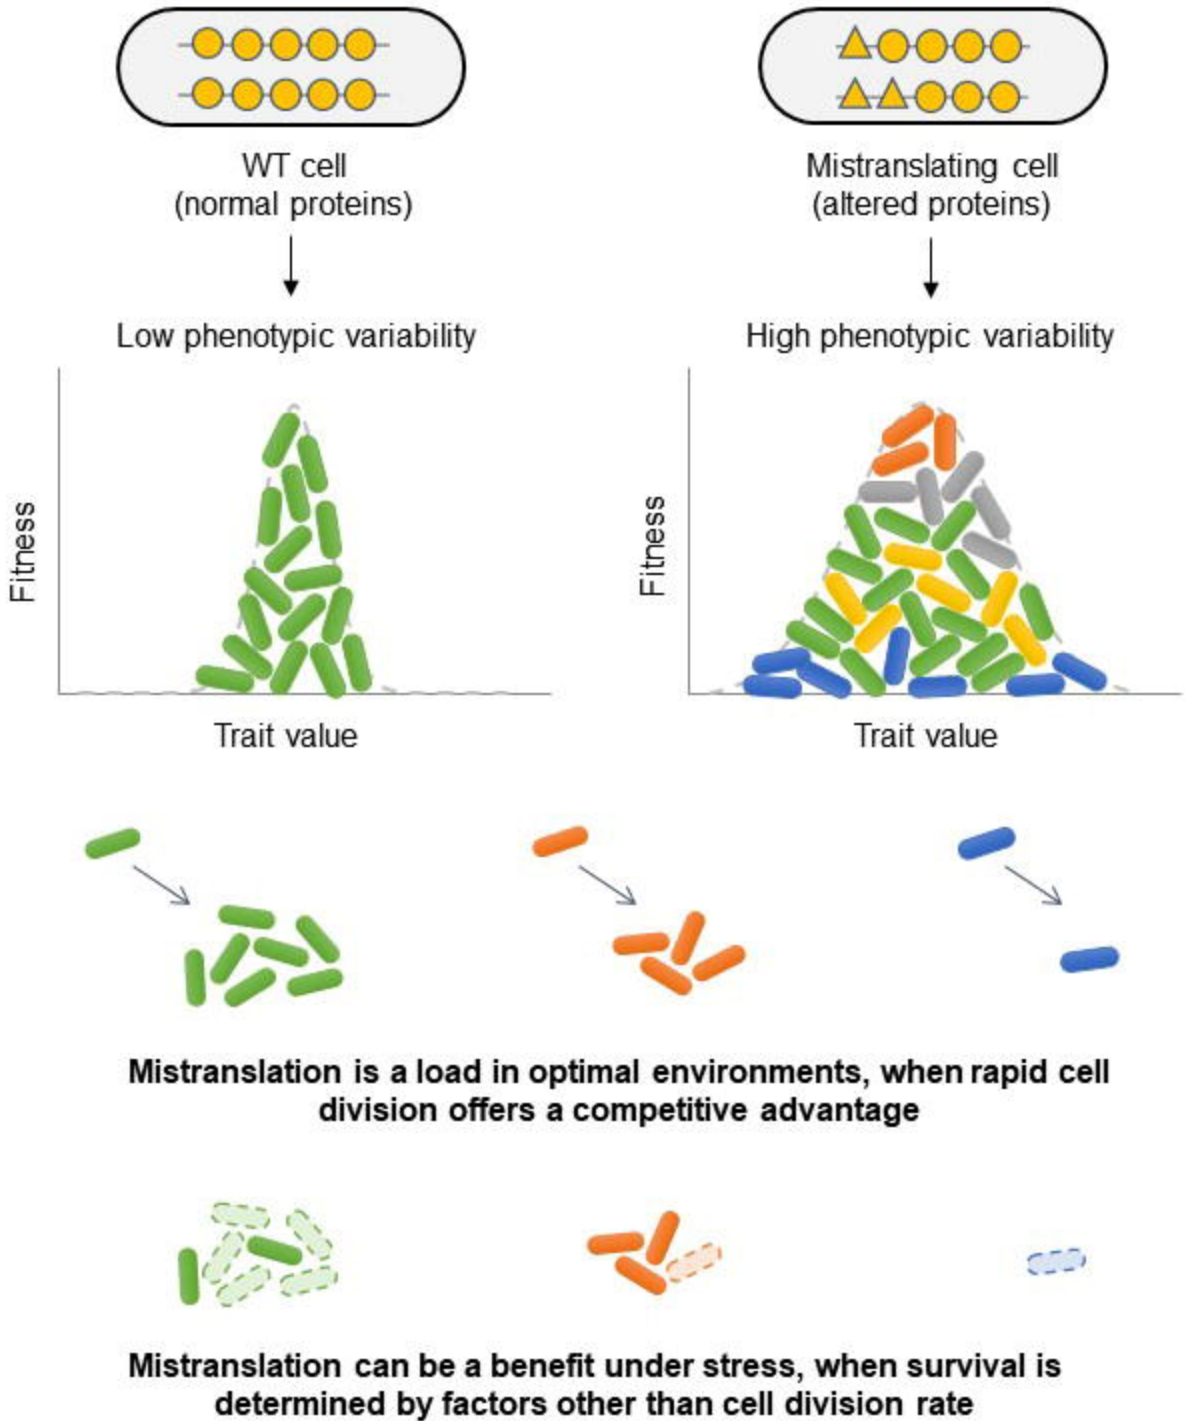 WT cell
(normal proteins)
Mistranslating cell
(altered proteins)
Low phenotypic variability
High phenotypic variability
Fitness
Trait value
Fitness
Trait value
Mistranslation is a load in optimal environments, when rapid cell
division offers a competitive advantage
Mistranslation can be a benefit under stress, when survival is
determined by factors other than cell division rate